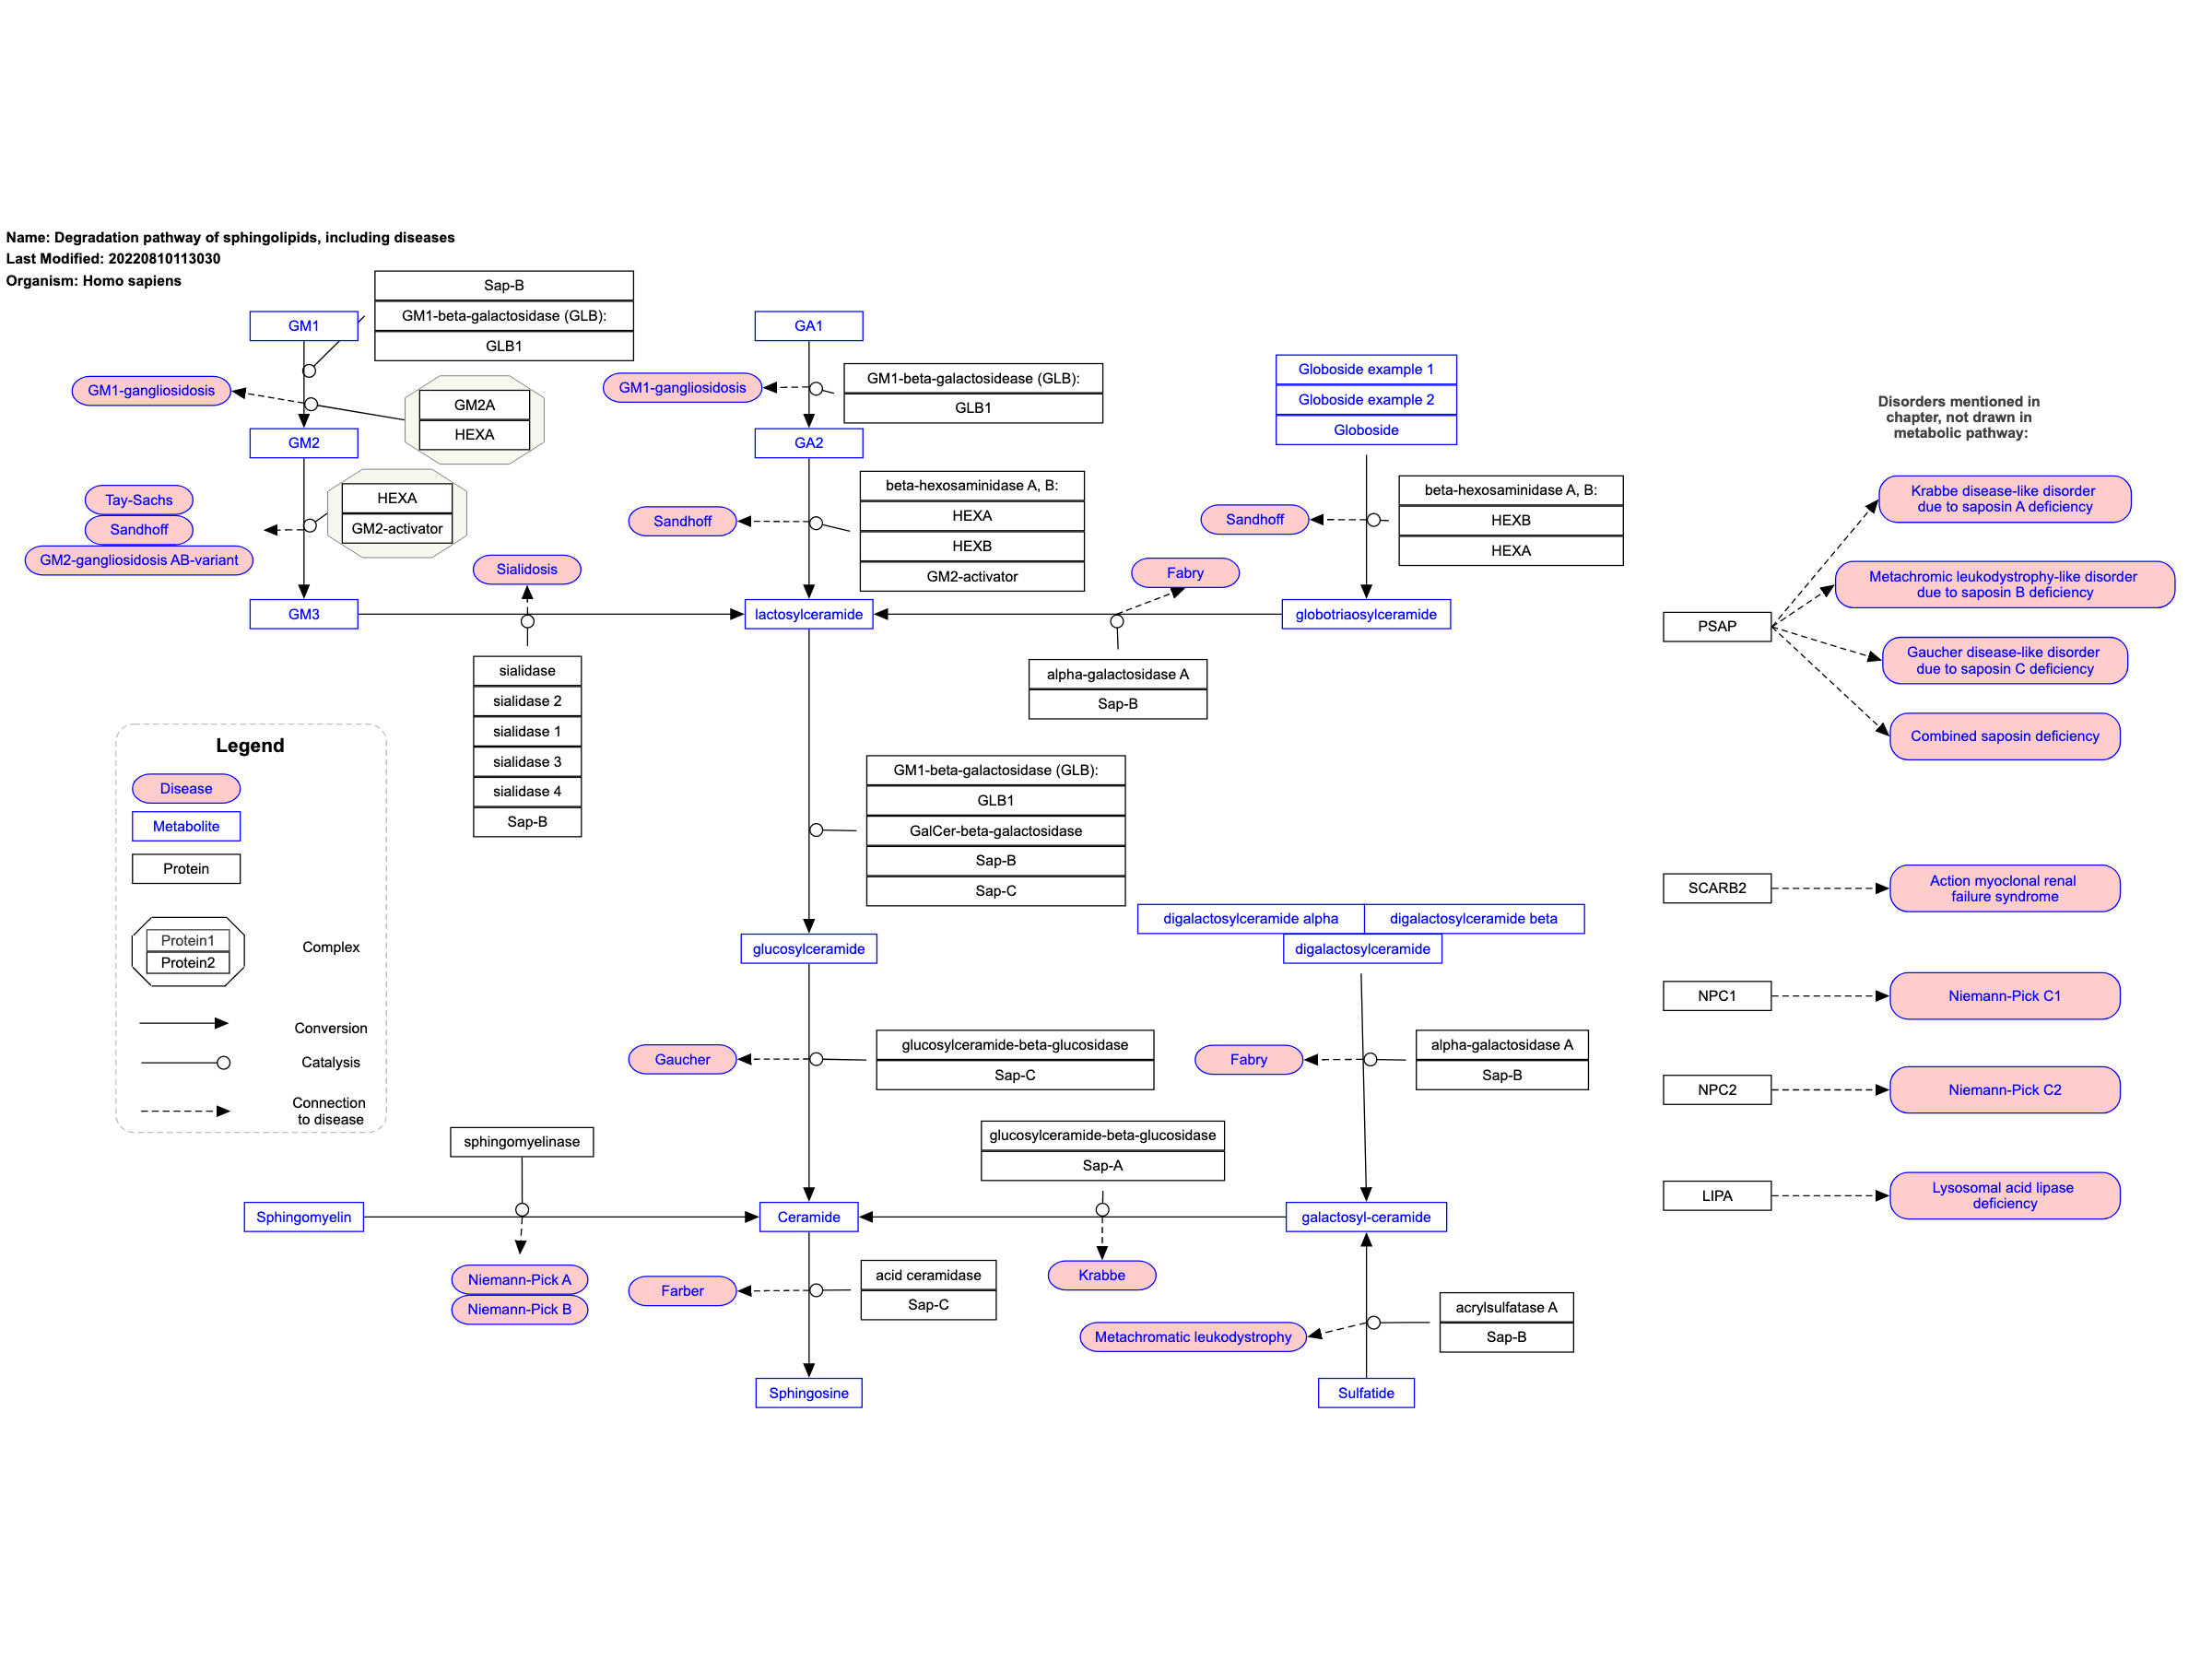 Name: Degradation pathway of sphingolipids, including diseases
Last Modified: 20220810113030
Organism: Homo sapiens
Sap-B
GM1-beta-galactosidase (GLB):
GLB1
GM1
GM1-gangliosidosis
GM2A
HEXA
GM2
Tay-Sachs
Sandhoff
GM2-gangliosidosis AB-variant
HEXA
GM2-activator
GM3
Sialidosis
sialidase
sialidase 2
sialidase 1
sialidase 3
sialidase 4
Sap-B
GA1
GM1-gangliosidosis
GM1-beta-galactosidease (GLB):
GLB1
GA2
beta-hexosaminidase A, B:
HEXA
HEXB
GM2-activator
Sandhoff
lactosylceramide
Globoside example 1
Globoside example 2
Globoside
Sandhoff
beta-hexosaminidase A, B:
HEXB
HEXA
Fabry
globotriaosylceramide
alpha-galactosidase A
Sap-B
GM1-beta-galactosidase (GLB):
GLB1
GalCer-beta-galactosidase
Sap-B
Sap-C
glucosylceramide
digalactosylceramide alpha
digalactosylceramide beta
digalactosylceramide
Gaucher
glucosylceramide-beta-glucosidase
Sap-C
Fabry
alpha-galactosidase A
Sap-B
sphingomyelinase
glucosylceramide-beta-glucosidase
Sap-A
Sphingomyelin
Ceramide
galactosyl-ceramide
Niemann-Pick A
Niemann-Pick B
Farber
acid ceramidase
Sap-C
Krabbe
Metachromatic leukodystrophy
acrylsulfatase A
Sap-B
Sphingosine
Sulfatide
Legend
Disease
Metabolite
Protein
Protein1
Protein2
Complex
Conversion
Catalysis
Connection
to disease
Disorders mentioned in
chapter, not drawn in
metabolic pathway:
PSAP
Krabbe disease-like disorder
due to saposin A deficiency
Metachromic leukodystrophy-like disorder
due to saposin B deficiency
Gaucher disease-like disorder
due to saposin C deficiency
Combined saposin deficiency
SCARB2
Action myoclonal renal
failure syndrome
NPC1
Niemann-Pick C1
NPC2
Niemann-Pick C2
LIPA
Lysosomal acid lipase
deficiency